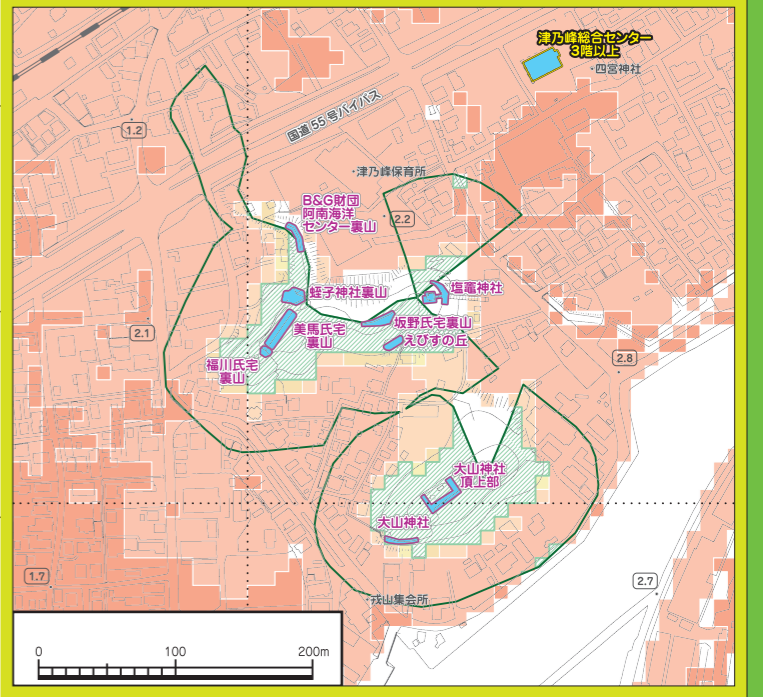 津乃峰総合センター
3階以上
・四宮神社
1.2
国道55号バイパス
・津乃峰保育所
B&G財団
阿南海洋
センター裏山
2.2
蛭子神社裏山
塩竈神社
2.1
美馬氏宅
裏山
坂野氏宅裏山
えびすの丘
福川氏宅
裏山
2.8
大山神社
頂上部
大山神社
1.7
2.7
・戎山集会所
0
100
200m